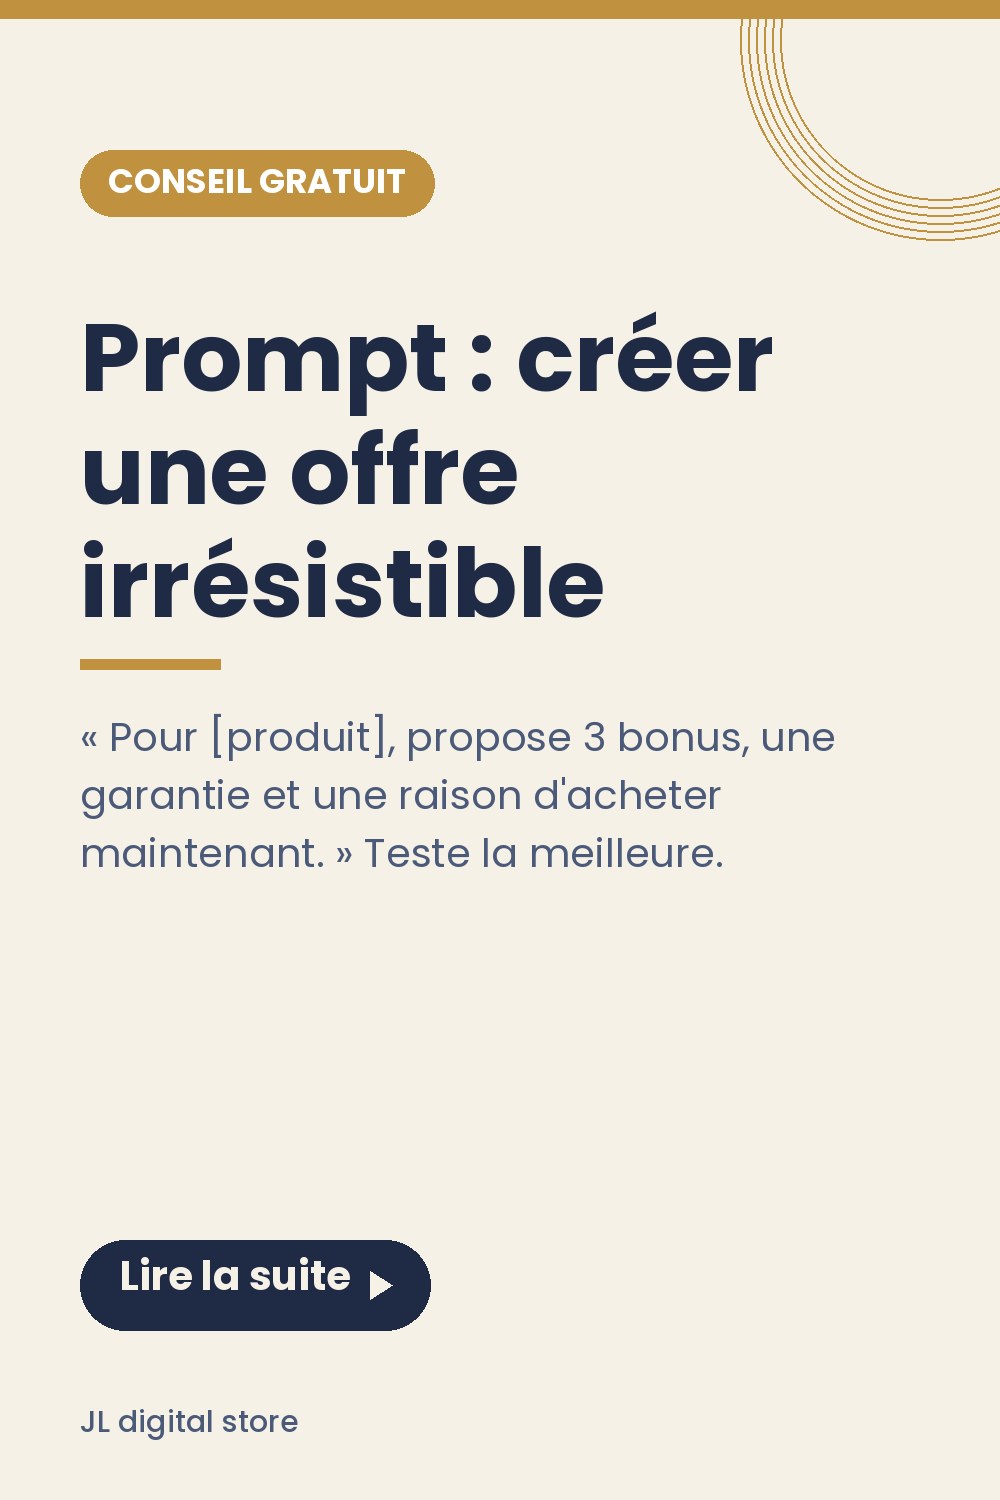 CONSEIL GRATUIT
Prompt : créer
une offre
irrésistible
« Pour [produit], propose 3 bonus, une
garantie et une raison d'acheter
maintenant. » Teste la meilleure.
Lire la suite
JL digital store